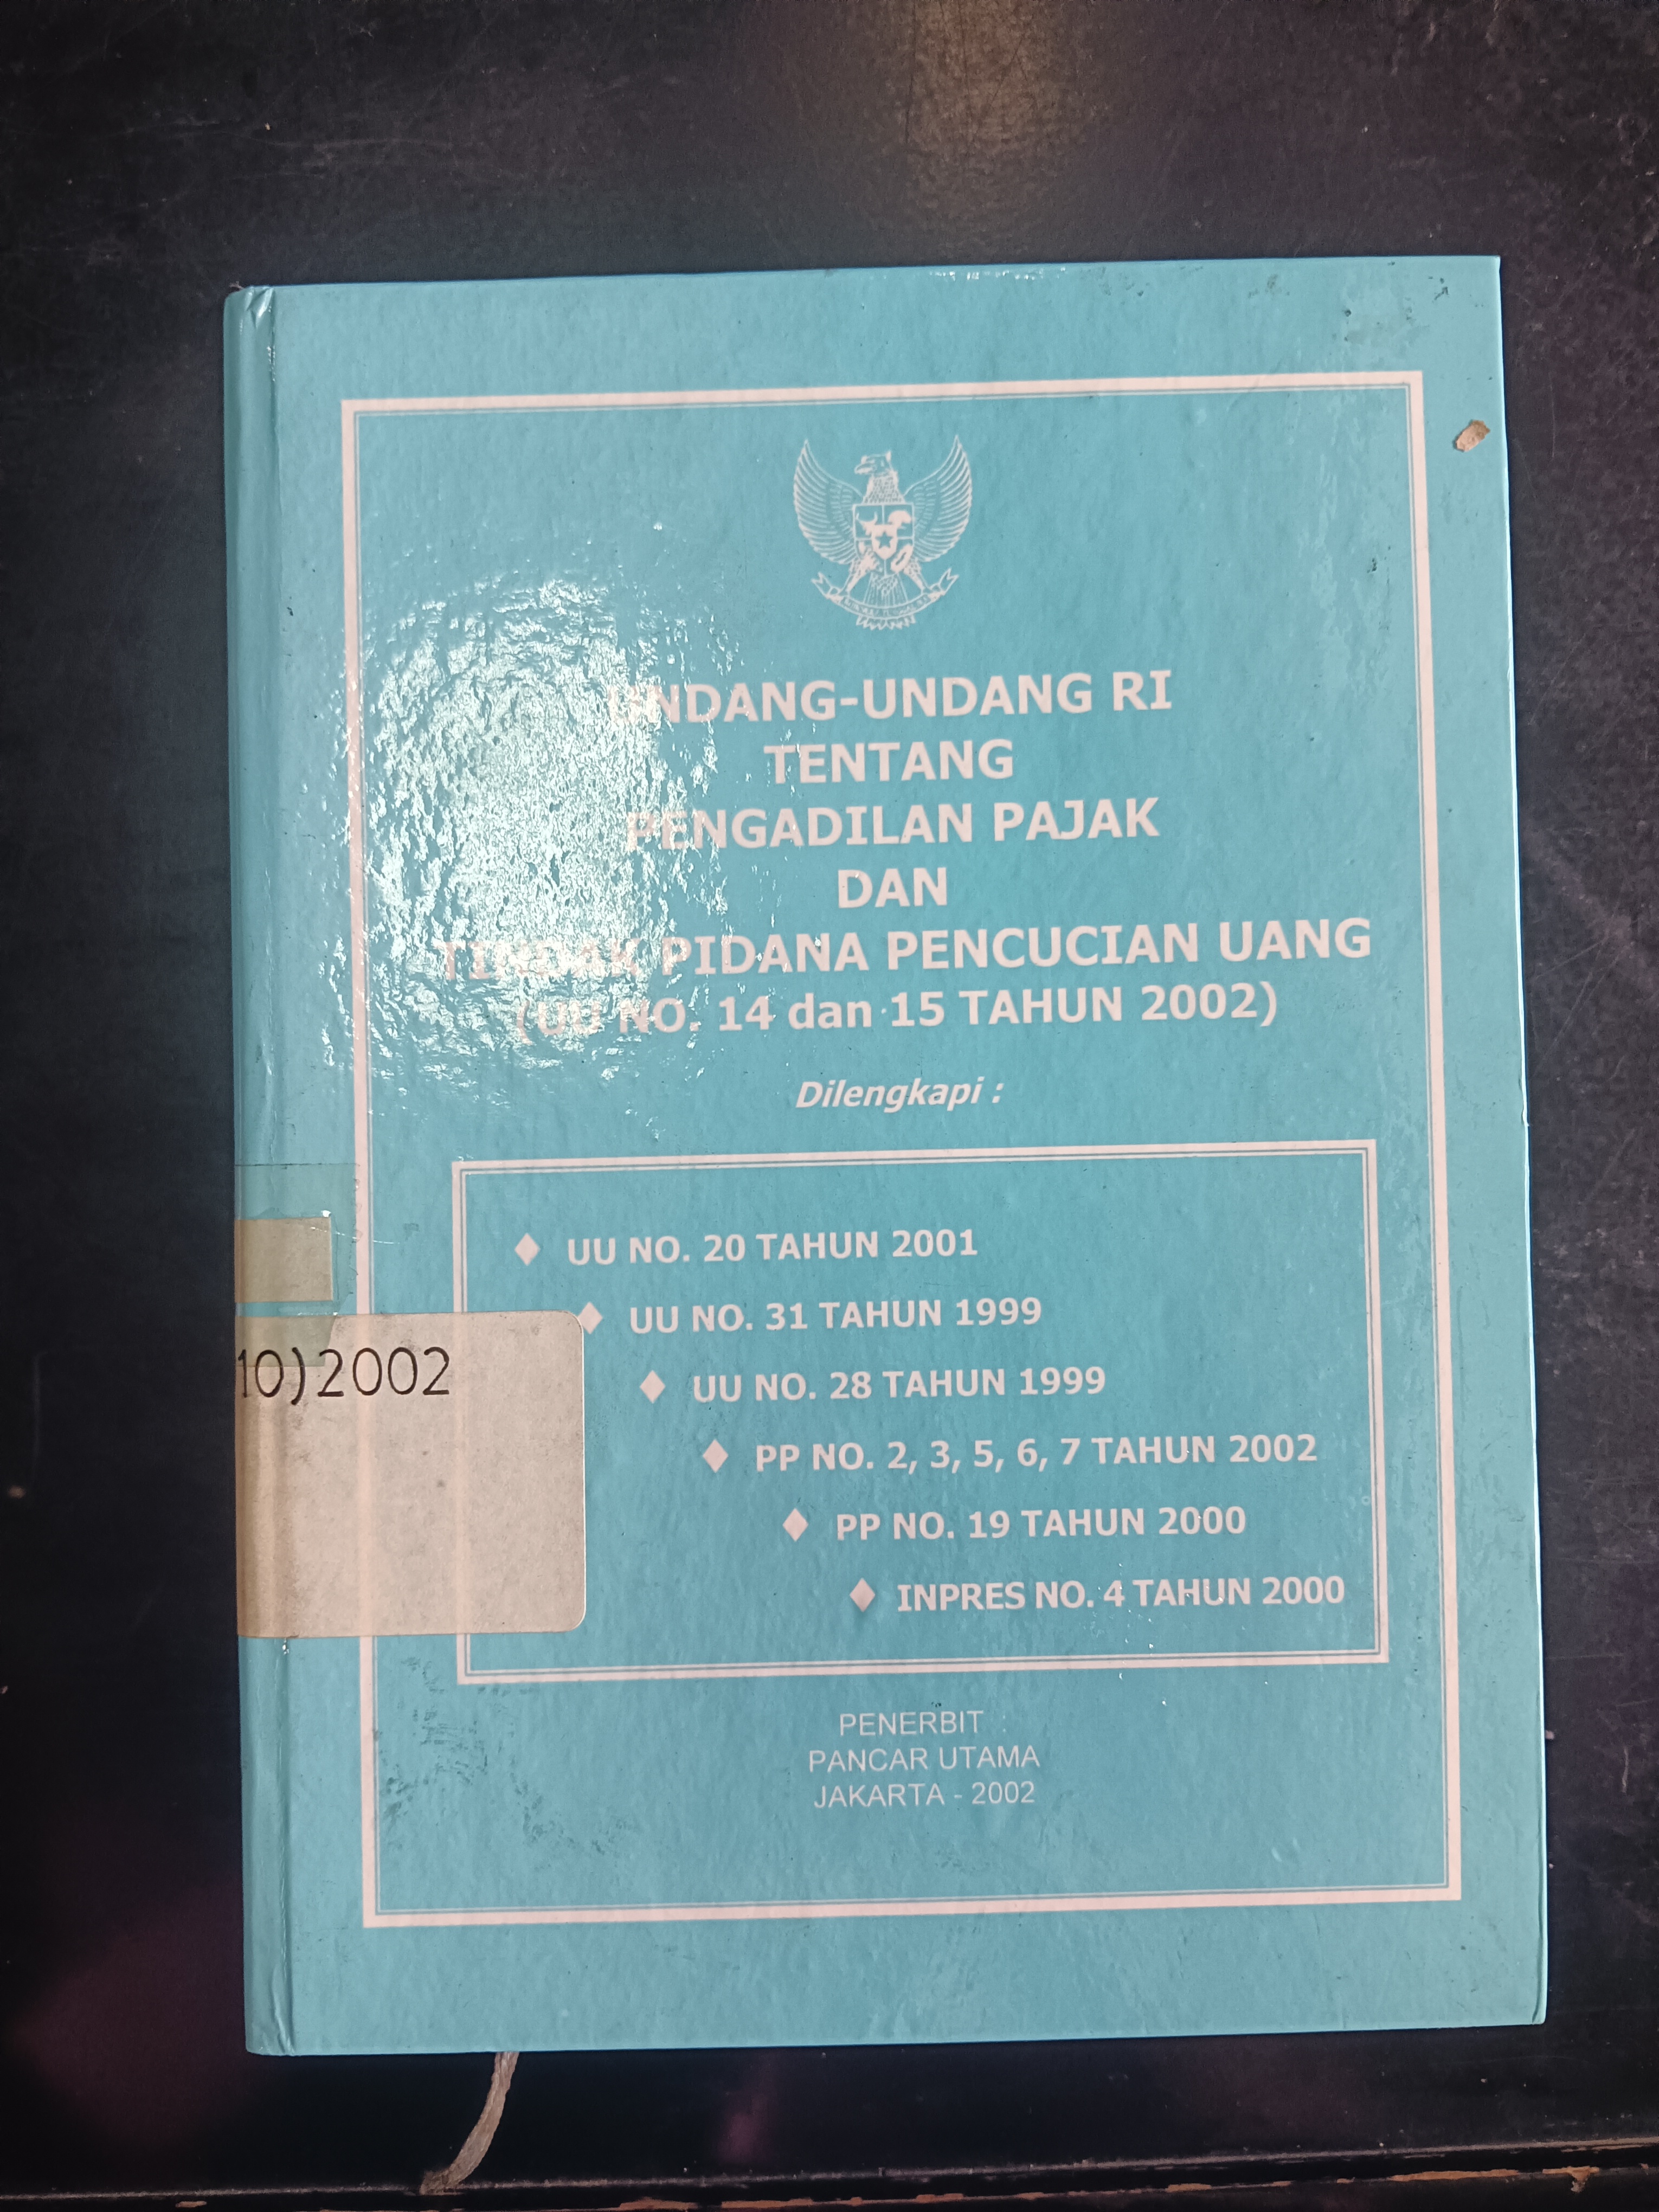 UNDANG-UNDANG RI
TENTANG
PENGADILAN PAJAK
DAN
TINDAK PIDANA PENCUCIAN UANG
(UU NO. 14 dan 15 TAHUN 2002)
Dilengkapi :
UU NO. 20 TAHUN 2001
UU NO. 31 TAHUN 1999
10)2002
UU NO. 28 TAHUN 1999
PP NO. 2, 3, 5, 6, 7 TAHUN 2002
PP NO. 19 TAHUN 2000
INPRES NO. 4 TAHUN 2000
PENERBIT :
PANCAR UTAMA
JAKARTA - 2002